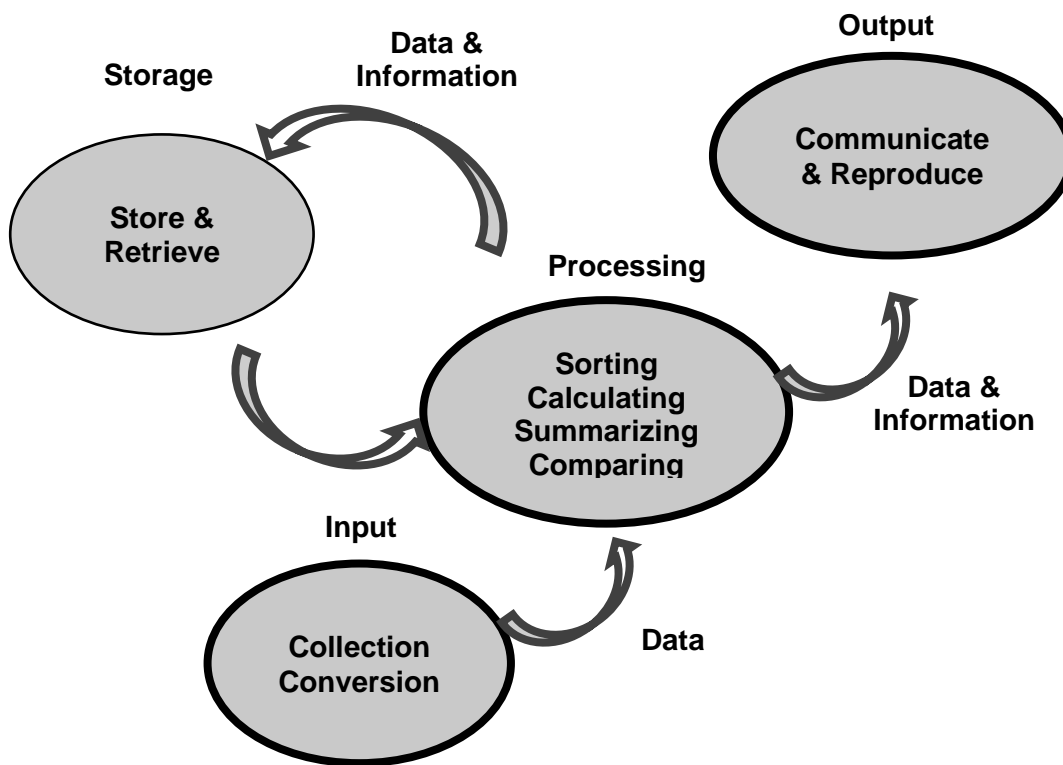 Output
Data &
Information
Storage
Communicate
& Reproduce
Store &
Retrieve
Processing
Sorting
Calculating
Summarizing
Comparing
Data &
Information
Input
Data
Collection
Conversion